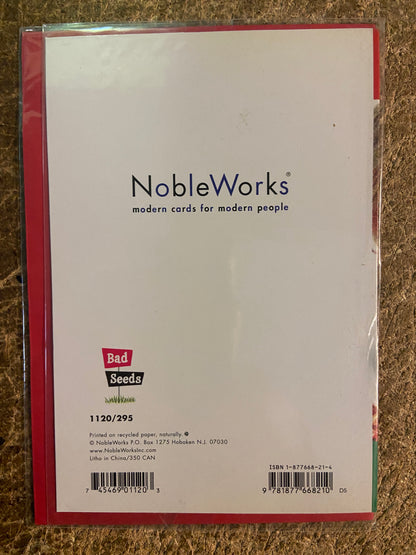 NobleWorks®
modern cards for modern people
Bad
Seeds
1120/295
Printed on recycled paper, naturally.
© NobleWorks P.O. Box 1275 Hoboken N.J. 07030
www.NobleWorksInc.com
Litho in China/350 CAN
ISBN 1-877668-21-4
7 45469 01120 3
9 781877 668210 DS